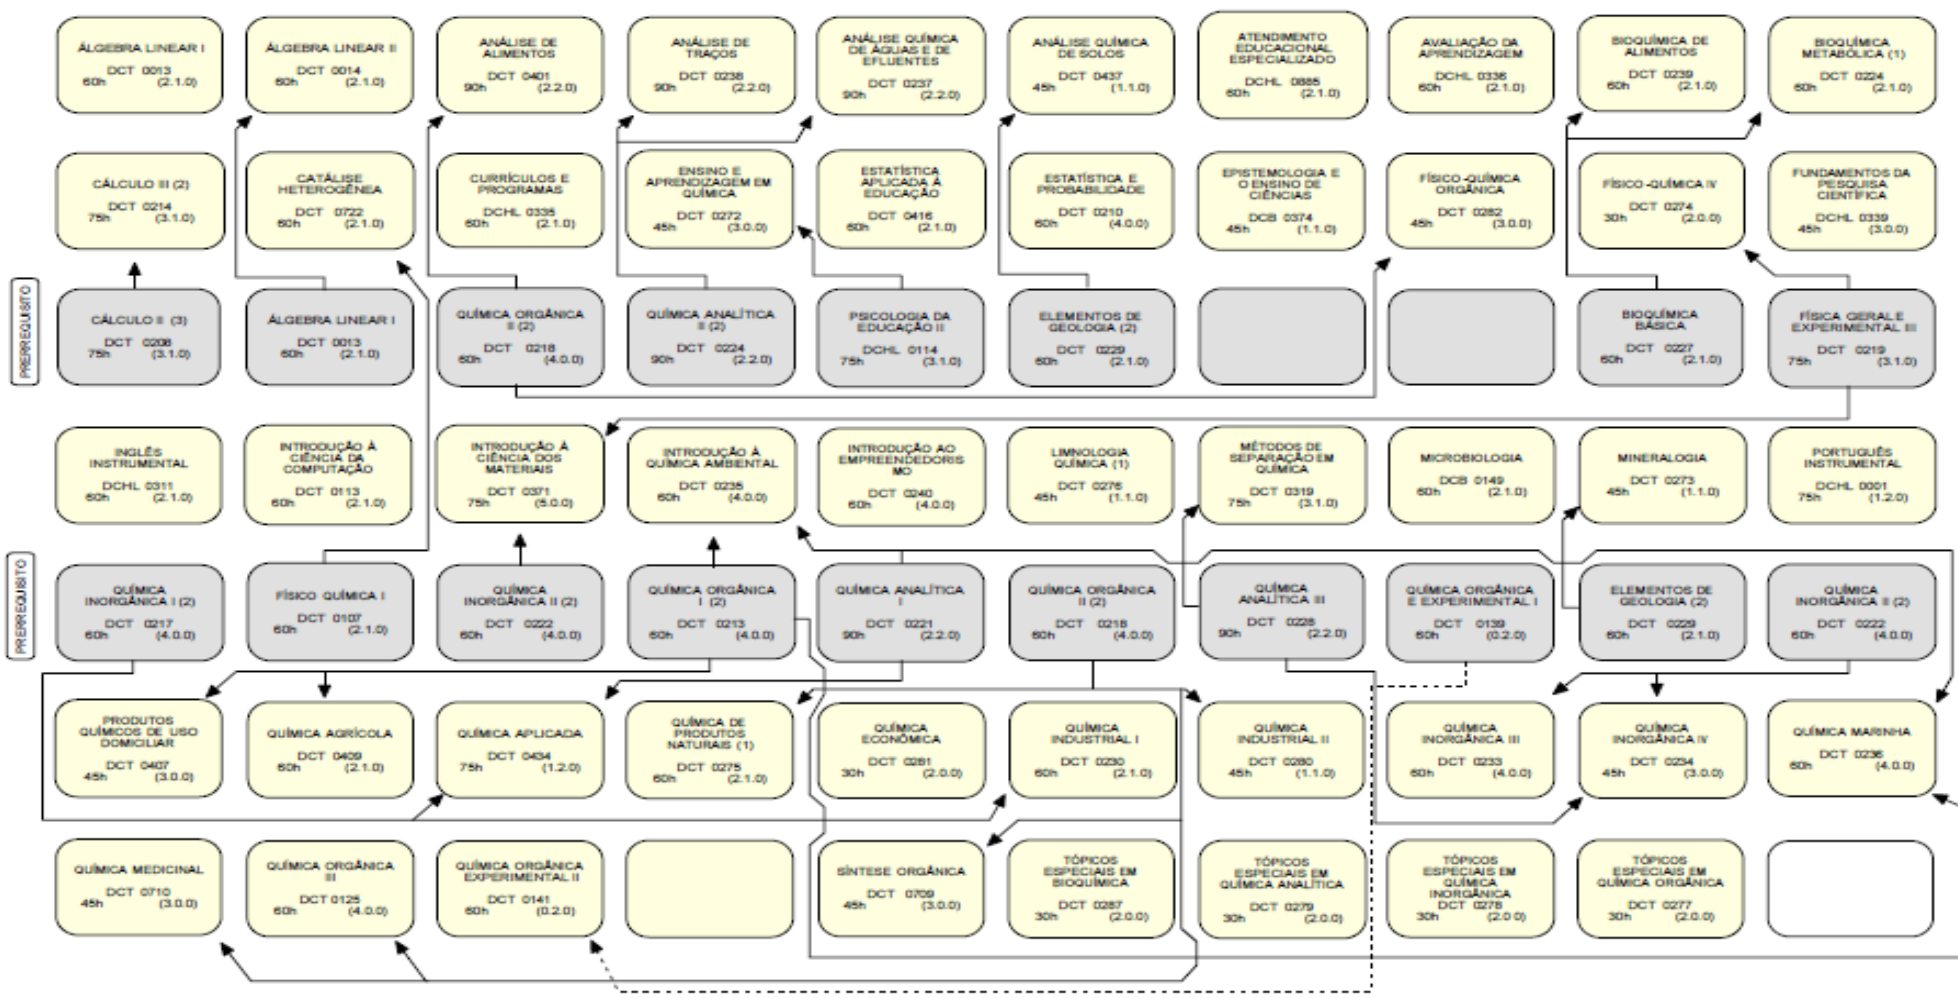 ÁLGEBRA LINEAR I
DCT 0013
60h (2.1.0)
ÁLGEBRA LINEAR II
DCT 0014
60h (2.1.0)
ANÁLISE DE
ALIMENTOS
DCT 0401
90h (2.2.0)
ANÁLISE DE
TRAÇOS
DCT 0238
90h (2.2.0)
ANÁLISE QUÍMICA
DE ÁGUAS E DE
EFLUENTES
DCT 0237
90h (2.2.0)
ANÁLISE QUÍMICA
DE SOLOS
DCT 0437
45h (1.1.0)
ATENDIMENTO
EDUCACIONAL
ESPECIALIZADO
DCHL 0885
60h (2.1.0)
AVALIAÇÃO DA
APRENDIZAGEM
DCHL 0336
60h (2.1.0)
BIOQUÍMICA DE
ALIMENTOS
DCT 0239
60h (2.1.0)
BIOQUÍMICA
METABÓLICA (1)
DCT 0224
60h (2.1.0)
CÁLCULO III (2)
DCT 0214
75h (3.1.0)
CATÁLISE
HETEROGÊNEA
DCT 0722
60h (2.1.0)
CURRÍCULOS E
PROGRAMAS
DCHL 0335
60h (2.1.0)
ENSINO E
APRENDIZAGEM EM
QUÍMICA
DCT 0272
45h (3.0.0)
ESTATÍSTICA
APLICADA À
EDUCAÇÃO
DCT 0416
60h (2.1.0)
ESTATÍSTICA E
PROBABILIDADE
DCT 0210
60h (4.0.0)
EPISTEMOLOGIA E
O ENSINO DE
CIÊNCIAS
DCB 0374
45h (1.1.0)
FÍSICO-QUÍMICA
ORGÂNICA
DCT 0282
45h (3.0.0)
FÍSICO-QUÍMICA IV
DCT 0274
30h (2.0.0)
FUNDAMENTOS DA
PESQUISA
CIENTÍFICA
DCHL 0339
45h (3.0.0)
PRERREQUISITO
CÁLCULO II (3)
DCT 0208
75h (3.1.0)
ÁLGEBRA LINEAR I
DCT 0013
60h (2.1.0)
QUÍMICA ORGÂNICA
II (2)
DCT 0218
60h (4.0.0)
QUÍMICA ANALÍTICA
II (2)
DCT 0224
90h (2.2.0)
PSICOLOGIA DA
EDUCAÇÃO II
DCHL 0114
75h (3.1.0)
ELEMENTOS DE
GEOLOGIA (2)
DCT 0229
60h (2.1.0)
BIOQUÍMICA
BÁSICA
DCT 0227
60h (2.1.0)
FÍSICA GERAL E
EXPERIMENTAL III
DCT 0219
75h (3.1.0)
INGLÊS
INSTRUMENTAL
DCHL 0311
60h (2.1.0)
INTRODUÇÃO À
CIÊNCIA DA
COMPUTAÇÃO
DCT 0113
60h (2.1.0)
INTRODUÇÃO À
CIÊNCIA DOS
MATERIAIS
DCT 0371
75h (5.0.0)
INTRODUÇÃO À
QUÍMICA AMBIENTAL
DCT 0235
60h (4.0.0)
INTRODUÇÃO AO
EMPREENDEDORIS
MO
DCT 0240
60h (4.0.0)
LIMNOLOGIA
QUÍMICA (1)
DCT 0276
45h (1.1.0)
MÉTODOS DE
SEPARAÇÃO EM
QUÍMICA
DCT 0319
75h (3.1.0)
MICROBIOLOGIA
DCB 0149
60h (2.1.0)
MINERALOGIA
DCT 0273
45h (1.1.0)
PORTUGUÊS
INSTRUMENTAL
DCHL 0001
75h (1.2.0)
PRERREQUISITO
QUÍMICA
INORGÂNICA I (2)
DCT 0217
60h (4.0.0)
FÍSICO QUÍMICA I
DCT 0107
60h (2.1.0)
QUÍMICA
INORGÂNICA II (2)
DCT 0222
60h (4.0.0)
QUÍMICA ORGÂNICA
I (2)
DCT 0213
60h (4.0.0)
QUÍMICA ANALÍTICA
I
DCT 0221
90h (2.2.0)
QUÍMICA ORGÂNICA
II (2)
DCT 0218
60h (4.0.0)
QUÍMICA
ANALÍTICA III
DCT 0228
90h (2.2.0)
QUÍMICA ORGÂNICA
E EXPERIMENTAL I
DCT 0139
60h (0.2.0)
ELEMENTOS DE
GEOLOGIA (2)
DCT 0229
60h (2.1.0)
QUÍMICA
INORGÂNICA II (2)
DCT 0222
60h (4.0.0)
PRODUTOS
QUÍMICOS DE USO
DOMICILIAR
DCT 0407
45h (3.0.0)
QUÍMICA AGRÍCOLA
DCT 0409
60h (2.1.0)
QUÍMICA APLICADA
DCT 0434
75h (1.2.0)
QUÍMICA DE
PRODUTOS
NATURAIS (1)
DCT 0275
60h (2.1.0)
QUÍMICA
ECONÔMICA
DCT 0281
30h (2.0.0)
QUÍMICA
INDUSTRIAL I
DCT 0230
60h (2.1.0)
QUÍMICA
INDUSTRIAL II
DCT 0280
45h (1.1.0)
QUÍMICA
INORGÂNICA III
DCT 0233
60h (4.0.0)
QUÍMICA
INORGÂNICA IV
DCT 0234
45h (3.0.0)
QUÍMICA MARINHA
DCT 0236
60h (4.0.0)
QUÍMICA MEDICINAL
DCT 0710
45h (3.0.0)
QUÍMICA ORGÂNICA
III
DCT 0125
60h (4.0.0)
QUÍMICA ORGÂNICA
EXPERIMENTAL II
DCT 0141
60h (0.2.0)
SÍNTESE ORGÂNICA
DCT 0709
45h (3.0.0)
TÓPICOS
ESPECIAIS EM
BIOQUÍMICA
DCT 0287
30h (2.0.0)
TÓPICOS
ESPECIAIS EM
QUÍMICA ANALÍTICA
DCT 0279
30h (2.0.0)
TÓPICOS
ESPECIAIS EM
QUÍMICA
INORGÂNICA
DCT 0278
30h (2.0 0)
TÓPICOS
ESPECIAIS EM
QUÍMICA ORGÂNICA
DCT 0277
30h (2.0.0)